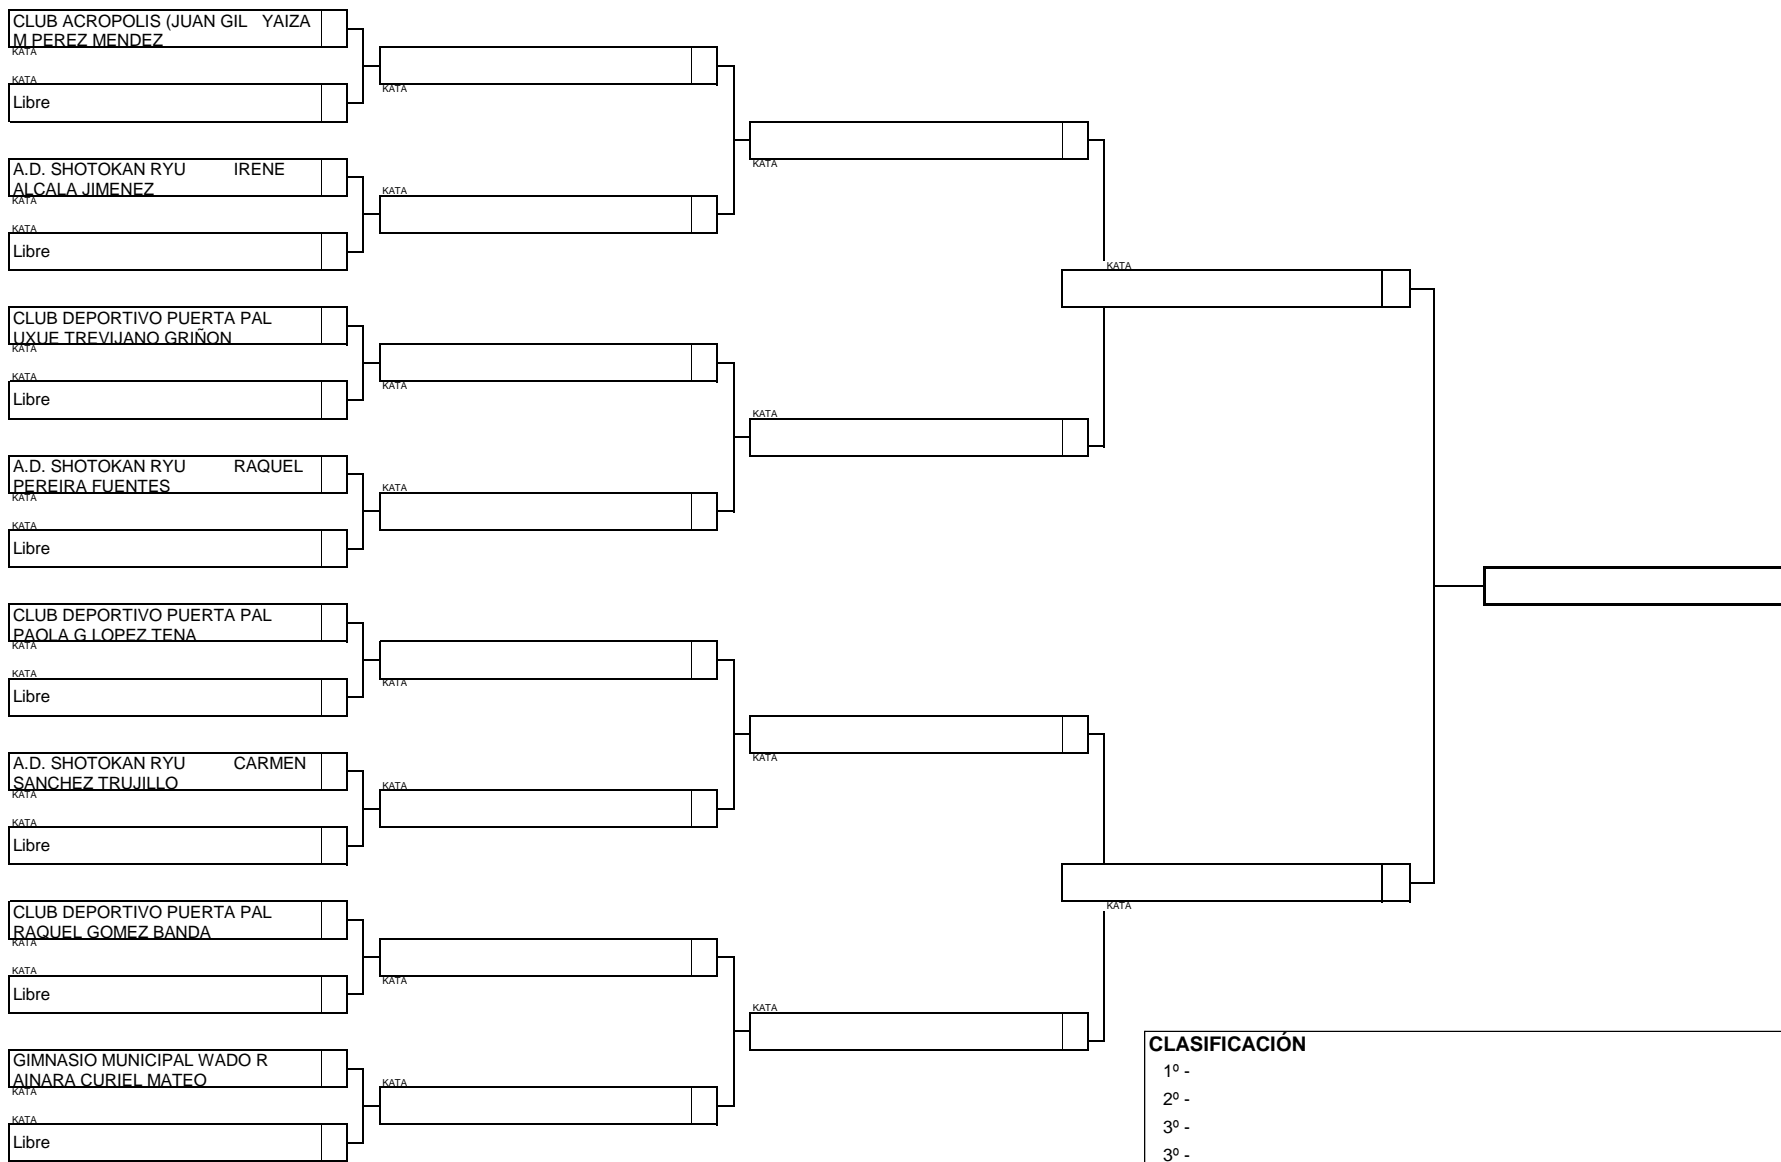 CLUB ACROPOLIS (JUAN GIL YAIZA
M PEREZ MENDEZ
KATA
KATA
Libre
A.D. SHOTOKAN RYU IRENE
ALCALA JIMENEZ
KATA
KATA
Libre
CLUB DEPORTIVO PUERTA PAL
UXUE TREVIJANO GRIÑON
KATA
KATA
Libre
A.D. SHOTOKAN RYU RAQUEL
PEREIRA FUENTES
KATA
KATA
Libre
CLUB DEPORTIVO PUERTA PAL
PAOLA G LOPEZ TENA
KATA
KATA
Libre
A.D. SHOTOKAN RYU CARMEN
SANCHEZ TRUJILLO
KATA
KATA
Libre
CLUB DEPORTIVO PUERTA PAL
RAQUEL GOMEZ BANDA
KATA
KATA
Libre
GIMNASIO MUNICIPAL WADO R
AINARA CURIEL MATEO
KATA
KATA
Libre
KATA
KATA
KATA
KATA
KATA
KATA
KATA
KATA
KATA
KATA
KATA
KATA
KATA
KATA
CLASIFICACIÓN
1º -
2º -
3º -
3º -